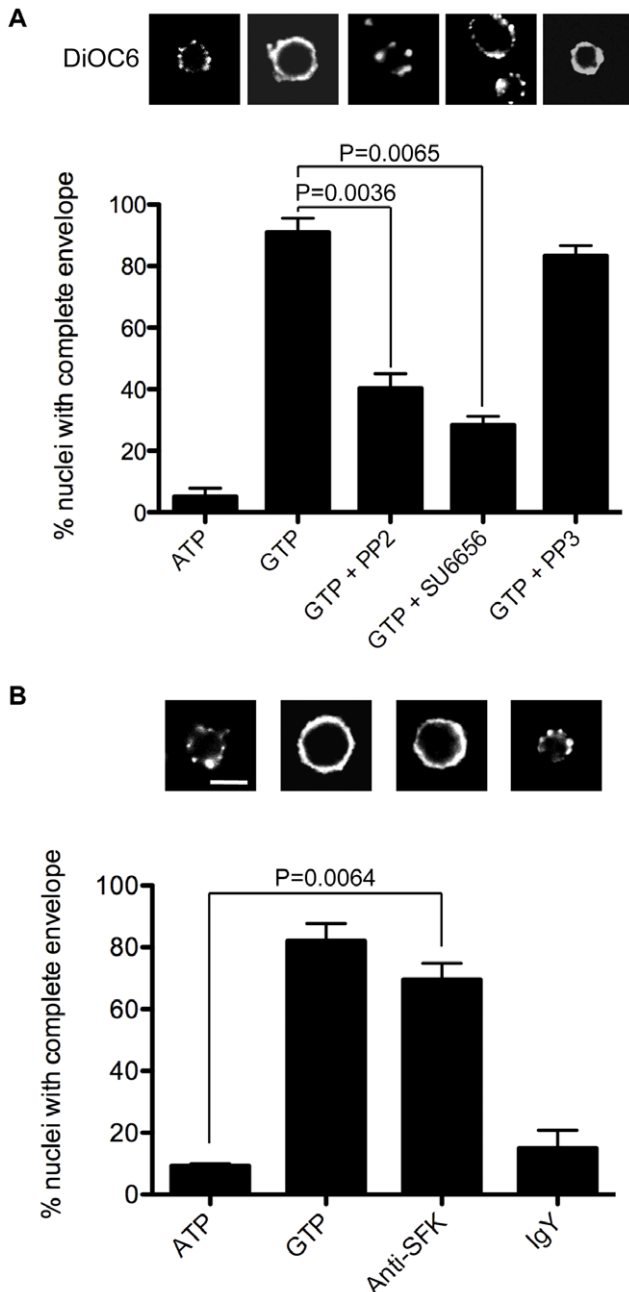 A
DiOC6
P=0.0065
P=0.0036
% nuclei with complete envelope
100
80
60
40
20
0
ATP
GTP
GTP + PP2
GTP + SU6656
GTP + PP3
B
P=0.0064
% nuclei with complete envelope
100
80
60
40
20
0
ATP
GTP
Anti-SFK
IgY